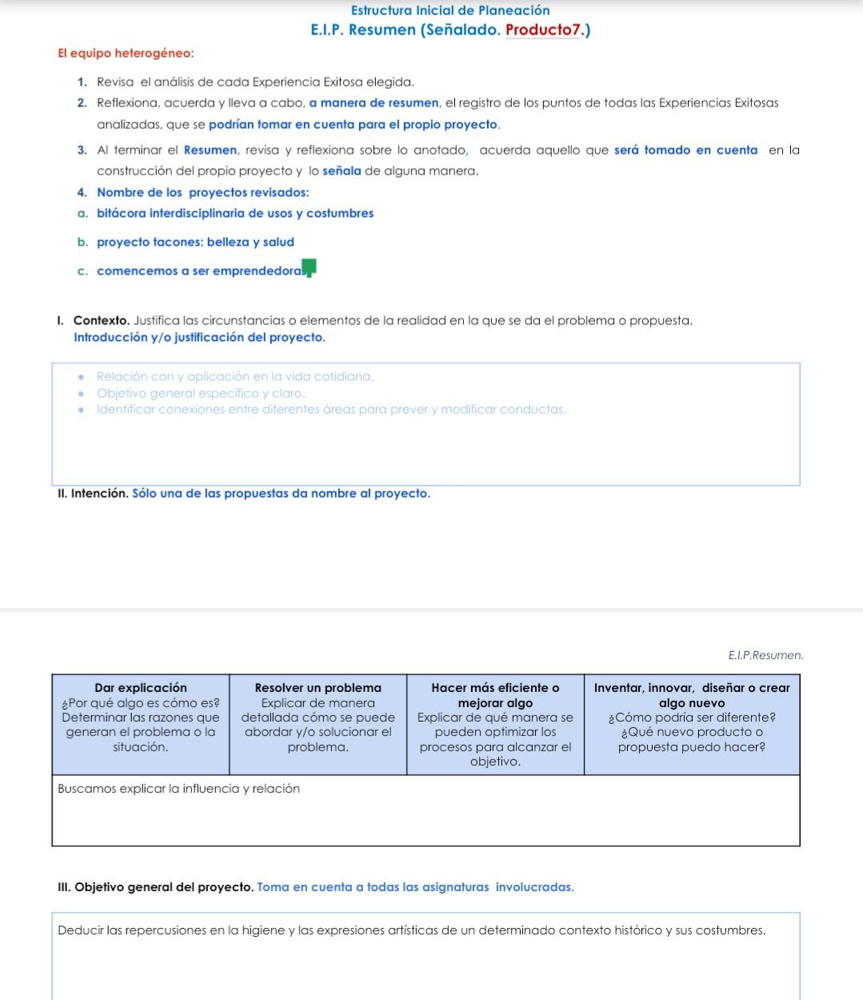 Estructura Inicial de Planeación
E.I.P. Resumen (Señalado. Producto7.)
El equipo heterogéneo:
1. Revisa el análisis de cada Experiencia Exitosa elegida.
2. Reflexiona, acuerda y lleva a cabo, a manera de resumen, el registro de los puntos de todas las Experiencias Exitosas
analizadas, que se podrían tomar en cuenta para el propio proyecto.
3. Al terminar el Resumen, revisa y reflexiona sobre lo anotado, acuerda aquello que será tomado en cuenta en la
construcción del propio proyecto y lo señala de alguna manera.
4. Nombre de los proyectos revisados:
a. bitácora interdisciplinaria de usos y costumbres
b. proyecto tacones: belleza y salud
c. comencemos a ser emprendedoras
I. Contexto. Justifica las circunstancias o elementos de la realidad en la que se da el problema o propuesta.
Introducción y/o justificación del proyecto.
• Relación con y aplicación en la vida cotidiana.
• Objetivo general específico y claro.
• Identificar conexiones entre diferentes áreas para prever y modificar conductas.
II. Intención. Sólo una de las propuestas da nombre al proyecto.
E.I.P.Resumen.
Dar explicación
¿Por qué algo es cómo es?
Determinar las razones que
generan el problema o la
situación.
Resolver un problema
Explicar de manera
detallada cómo se puede
abordar y/o solucionar el
problema.
Hacer más eficiente o
mejorar algo
Explicar de qué manera se
pueden optimizar los
procesos para alcanzar el
objetivo.
Inventar, innovar, diseñar o crear
algo nuevo
¿Cómo podría ser diferente?
¿Qué nuevo producto o
propuesta puedo hacer?
Buscamos explicar la influencia y relación
III. Objetivo general del proyecto. Toma en cuenta a todas las asignaturas involucradas.
Deducir las repercusiones en la higiene y las expresiones artísticas de un determinado contexto histórico y sus costumbres.